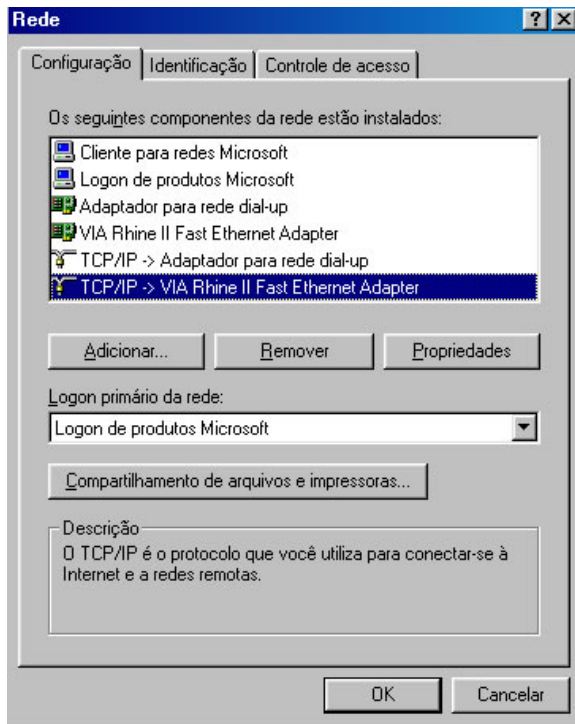 Rede
Configuração
Identificação
Controle de acesso
Os seguintes componentes da rede estão instalados:
Cliente para redes Microsoft
Logon de produtos Microsoft
Adaptador para rede dial-up
VIA Rhine II Fast Ethernet Adapter
TCP/IP -> Adaptador para rede dial-up
TCP/IP -> VIA Rhine II Fast Ethernet Adapter
Adicionar...
Remover
Propriedades
Logon primário da rede:
Logon de produtos Microsoft
Compartilhamento de arquivos e impressoras...
Descrição
O TCP/IP é o protocolo que você utiliza para conectar-se à
Internet e a redes remotas.
OK
Cancelar